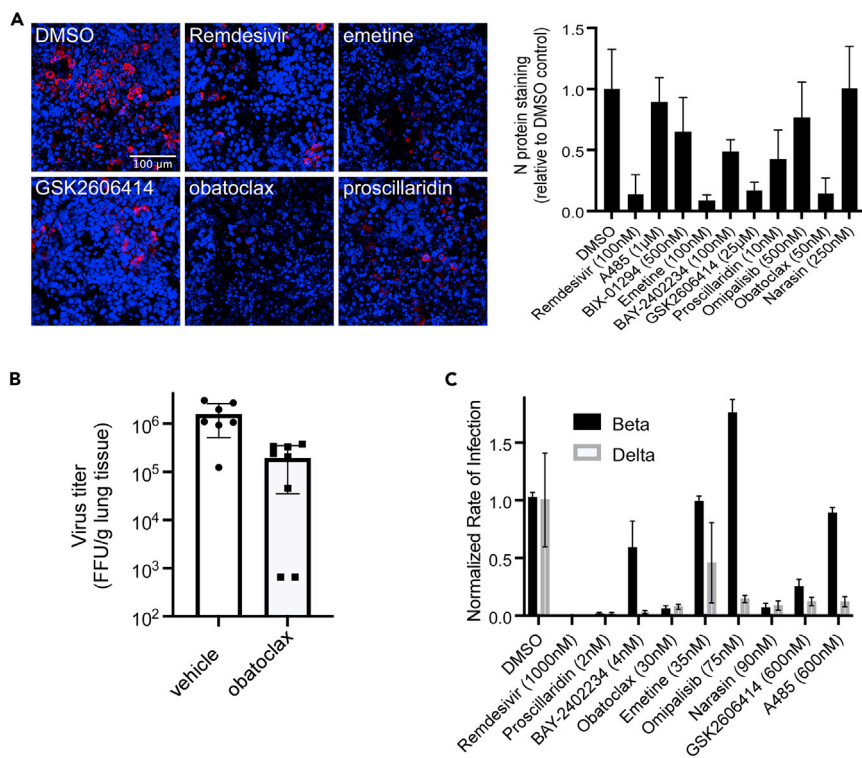 A
DMSO
Remdesivir
emetine
100 µm
GSK2606414
obatoclax
proscillaridin
N protein staining
(relative to DMSO control)
1.5
1.0
0.5
0.0
DMSO
Remdesivir (100nM)
A485 (1µM)
BIX-01294 (500nM)
Emetine (100nM)
BAY-2402234 (100nM)
GSK2606414 (25µM)
Proscillaridin (10nM)
Omipalisib (500nM)
Obatoclax (50nM)
Narasin (250nM)
B
Virus titer
(FFU/g lung tissue)
10⁶
10⁵
10⁴
10³
10²
vehicle
obatoclax
C
Normalized Rate of Infection
1.5
1.0
0.5
0.0
Beta
Delta
DMSO
Remdesivir (1000nM)
Proscillaridin (2nM)
BAY-2402234 (4nM)
Obatoclax (30nM)
Emetine (35nM)
Omipalisib (75nM)
Narasin (90nM)
GSK2606414 (600nM)
A485 (600nM)